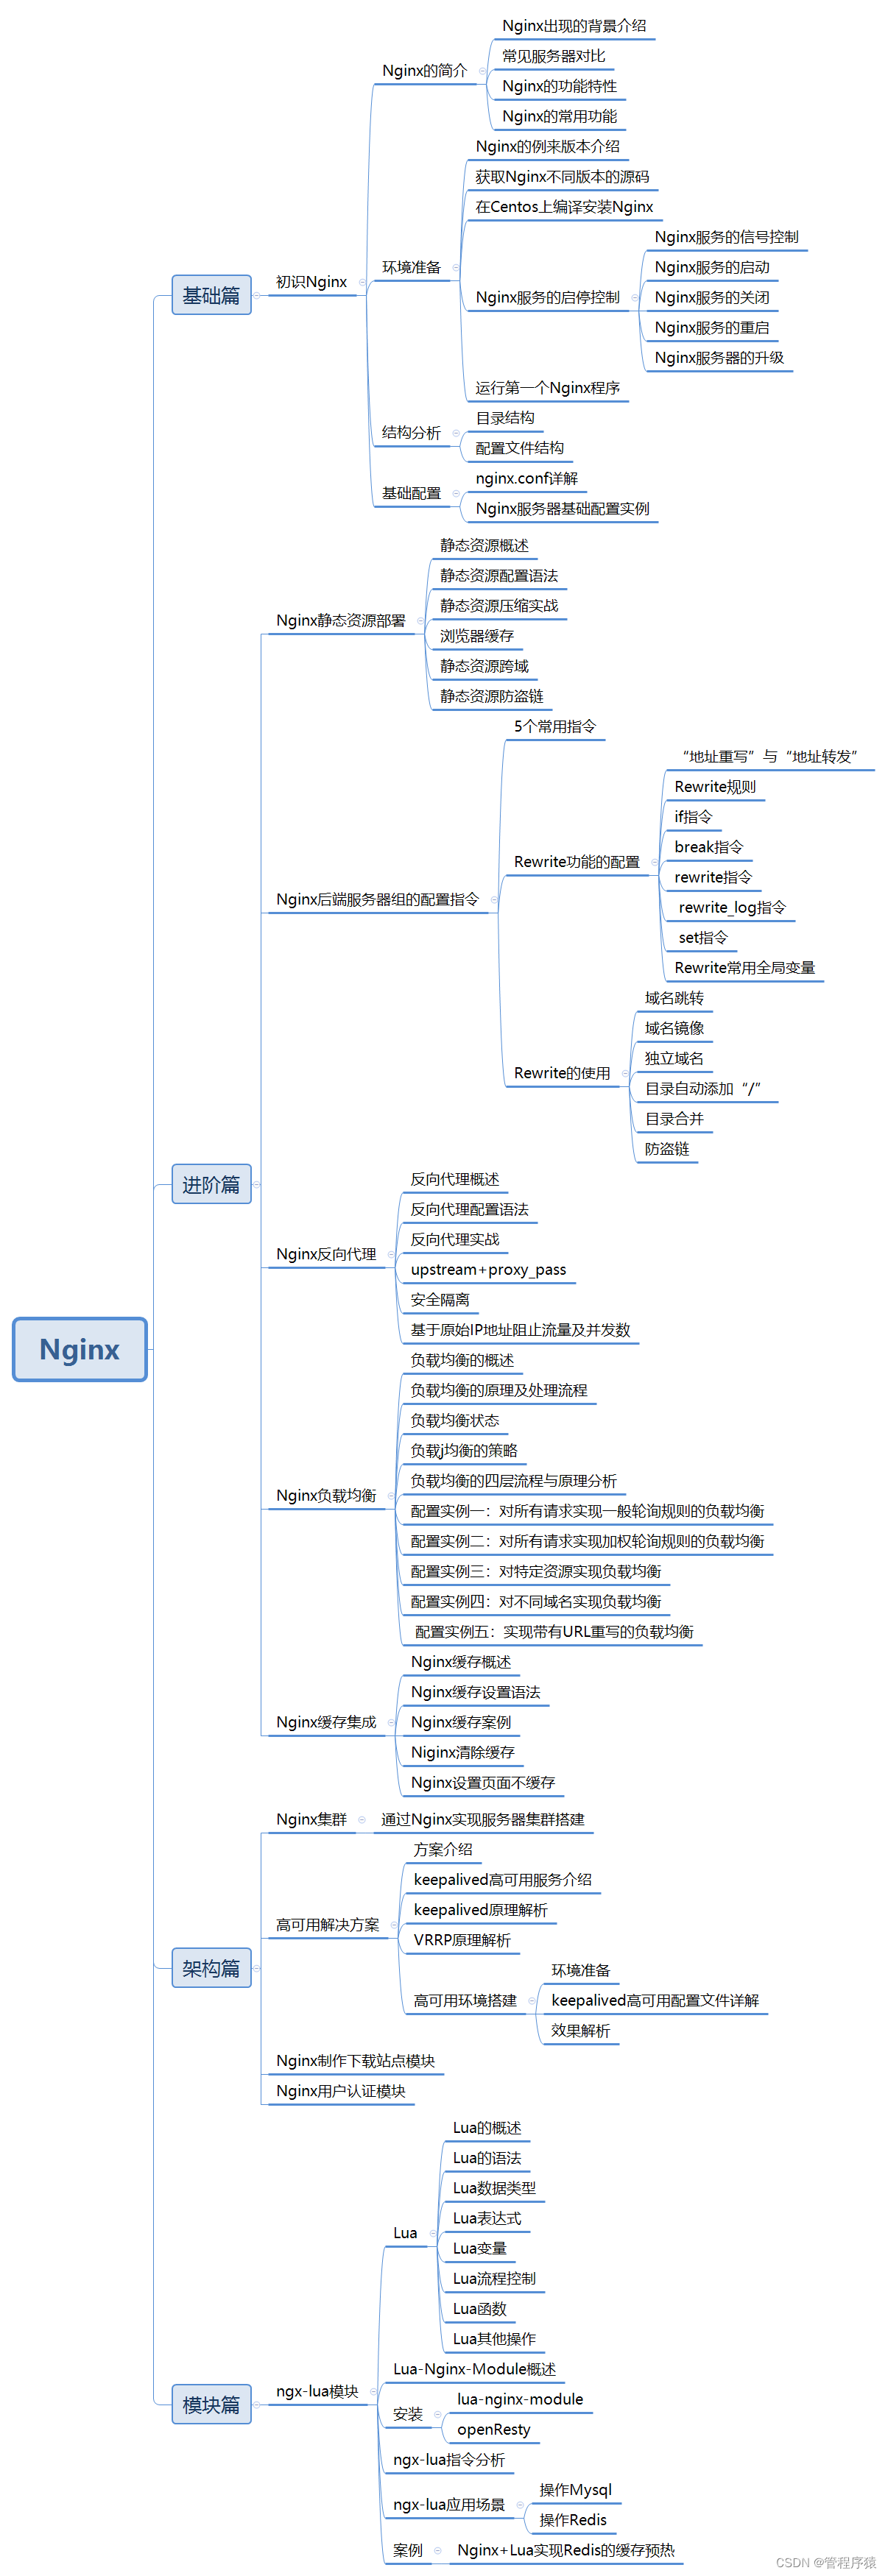 Nginx
基础篇
初识Nginx
Nginx的简介
Nginx出现的背景介绍
常见服务器对比
Nginx的功能特性
Nginx的常用功能
环境准备
Nginx的例来版本介绍
获取Nginx不同版本的源码
在Centos上编译安装Nginx
Nginx服务的启停控制
Nginx服务的信号控制
Nginx服务的启动
Nginx服务的关闭
Nginx服务的重启
Nginx服务器的升级
运行第一个Nginx程序
结构分析
目录结构
配置文件结构
基础配置
nginx.conf详解
Nginx服务器基础配置实例
进阶篇
Nginx静态资源部署
静态资源概述
静态资源配置语法
静态资源压缩实战
浏览器缓存
静态资源跨域
静态资源防盗链
Nginx后端服务器组的配置指令
5个常用指令
Rewrite功能的配置
“地址重写”与“地址转发”
Rewrite规则
if指令
break指令
rewrite指令
rewrite_log指令
set指令
Rewrite常用全局变量
Rewrite的使用
域名跳转
域名镜像
独立域名
目录自动添加“/”
目录合并
防盗链
Nginx反向代理
反向代理概述
反向代理配置语法
反向代理实战
upstream+proxy_pass
安全隔离
基于原始IP地址阻止流量及并发数
Nginx负载均衡
负载均衡的概述
负载均衡的原理及处理流程
负载均衡状态
负载j均衡的策略
负载均衡的四层流程与原理分析
配置实例一：对所有请求实现一般轮询规则的负载均衡
配置实例二：对所有请求实现加权轮询规则的负载均衡
配置实例三：对特定资源实现负载均衡
配置实例四：对不同域名实现负载均衡
配置实例五：实现带有URL重写的负载均衡
Nginx缓存集成
Nginx缓存概述
Nginx缓存设置语法
Nginx缓存案例
Niginx清除缓存
Nginx设置页面不缓存
架构篇
Nginx集群
通过Nginx实现服务器集群搭建
高可用解决方案
方案介绍
keepalived高可用服务介绍
keepalived原理解析
VRRP原理解析
高可用环境搭建
环境准备
keepalived高可用配置文件详解
效果解析
Nginx制作下载站点模块
Nginx用户认证模块
模块篇
ngx-lua模块
Lua
Lua的概述
Lua的语法
Lua数据类型
Lua表达式
Lua变量
Lua流程控制
Lua函数
Lua其他操作
Lua-Nginx-Module概述
安装
lua-nginx-module
openResty
ngx-lua指令分析
ngx-lua应用场景
操作Mysql
操作Redis
案例
Nginx+Lua实现Redis的缓存预热
CSDN @管程序猿